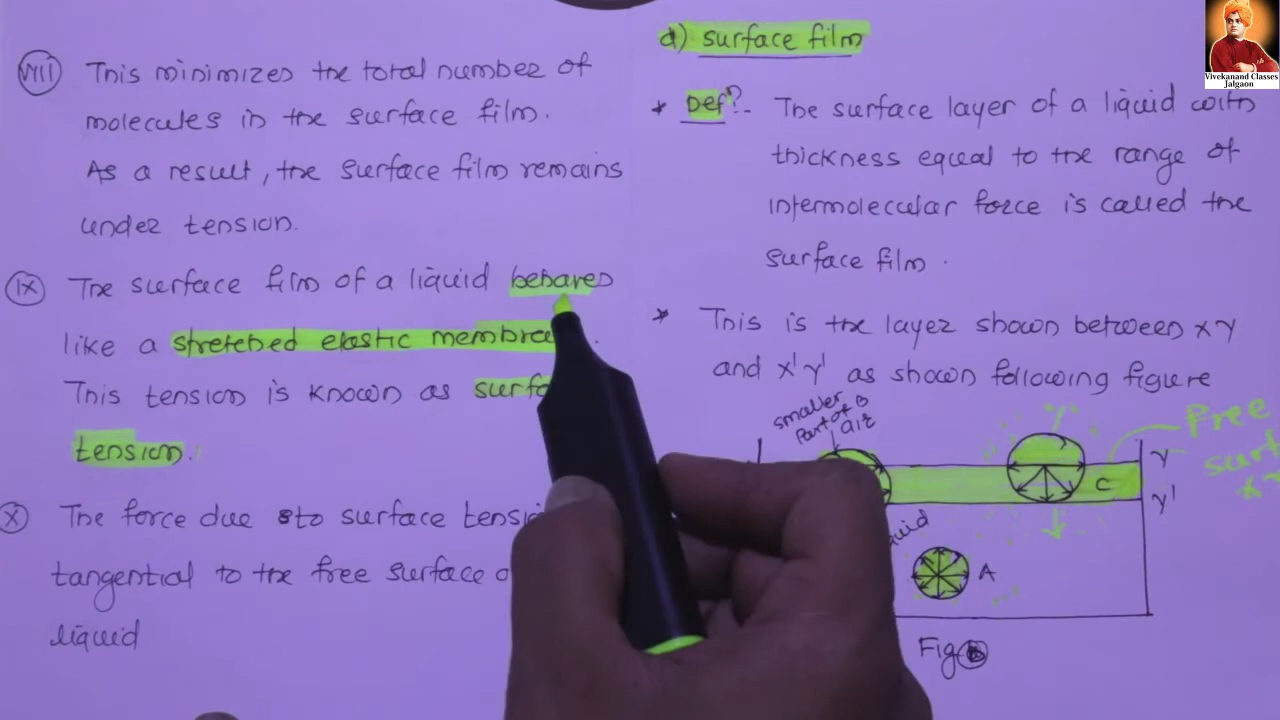 VIII This minimizes the total number of
molecules in the surface film.
As a result, the surface film remains
under tension.
IX The surface film of a liquid behaves
like a stretched elastic membrane.
This tension is known as surfa
tension.
X The force due to surface tensi
tangential to the free surface o
liquid
d) surface film
* Defn:- The surface layer of a liquid with
thickness equal to the range of
intermolecular force is called the
surface film.
* This is the layer shown between XY
and X'Y' as shown following figure
smaller
Part of B
air
Free
Y
C
Y'
A
Fig
Vivekanand Classes
Jalgaon